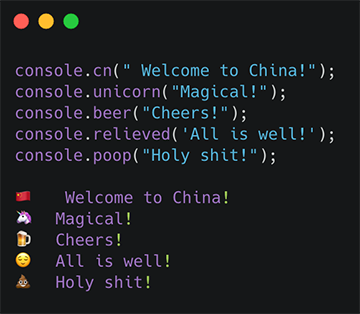 console.cn(" Welcome to China!");
console.unicorn("Magical!");
console.beer("Cheers!");
console.relieved('All is well!');
console.poop("Holy shit!");
🇨🇳 Welcome to China!
🦄 Magical!
🍺 Cheers!
😌 All is well!
💩 Holy shit!